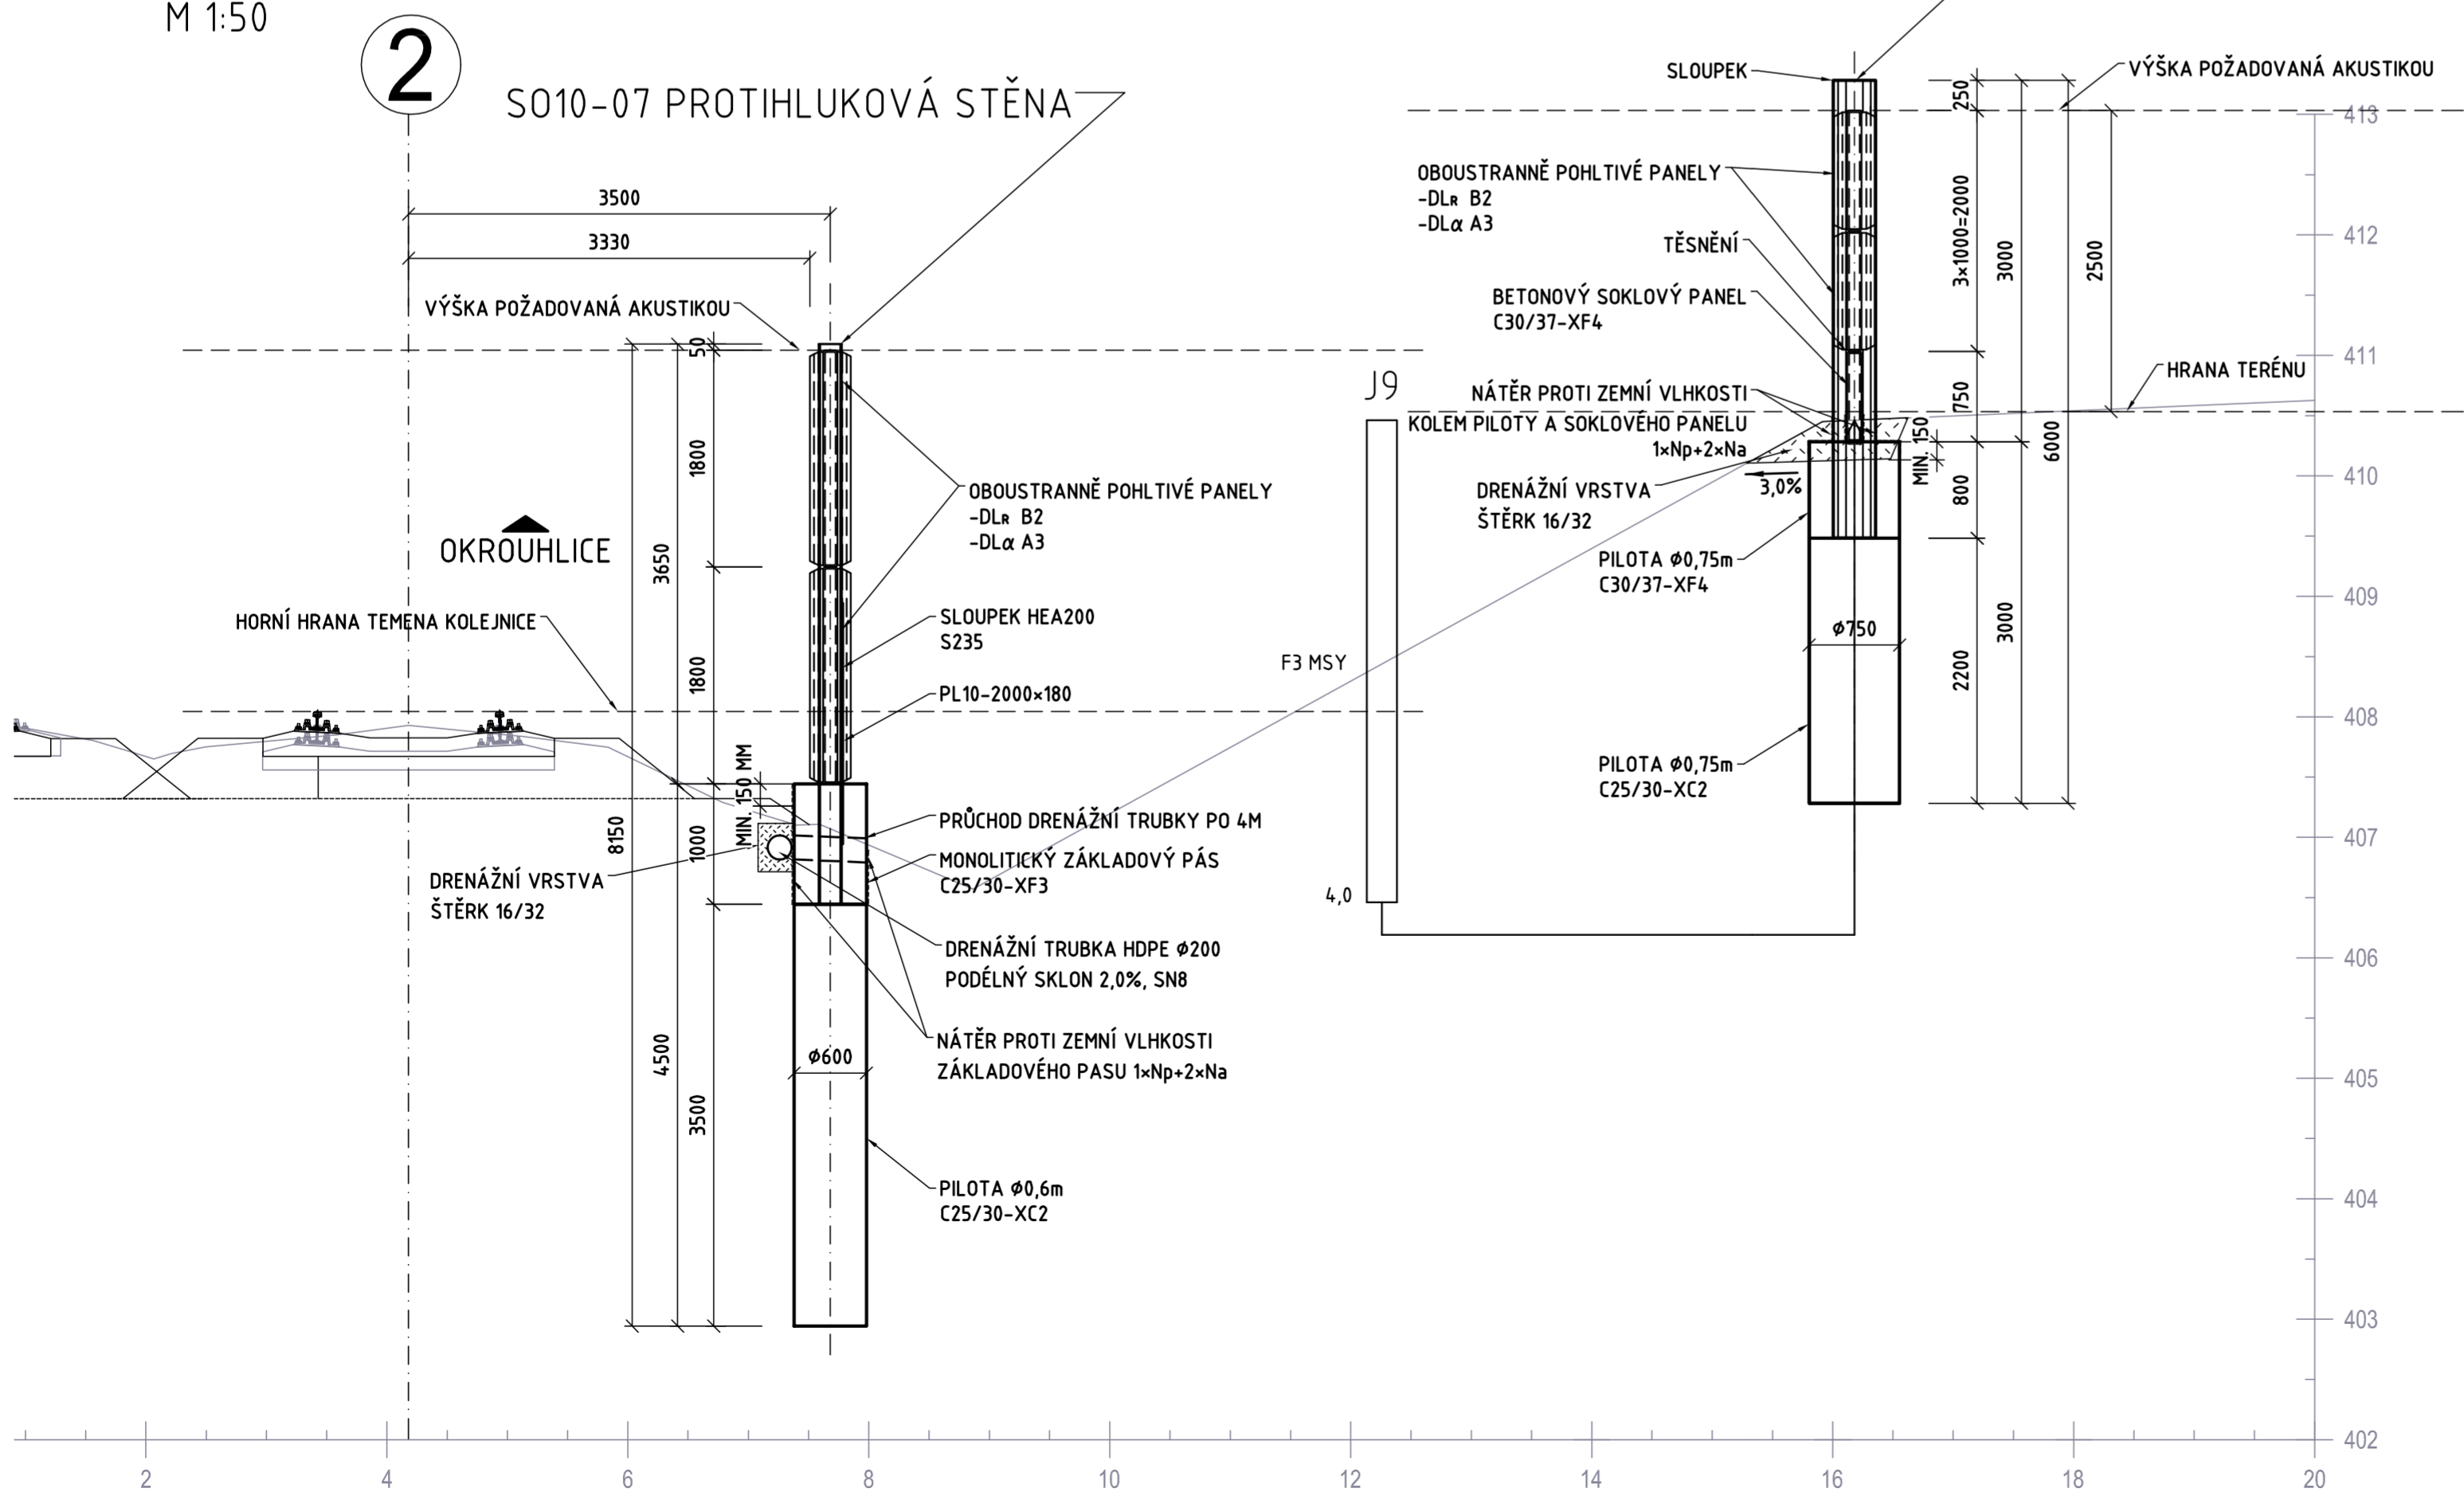 M 1:50
2
SO10-07 PROTIHLUKOVÁ STĚNA
3500
3330
VÝŠKA POŽADOVANÁ AKUSTIKOU
50
1800
3650
1800
8150
MIN. 150 MM
1000
4500
3500
OKROUHLICE
HORNÍ HRANA TEMENA KOLEJNICE
OBOUSTRANNĚ POHLTIVÉ PANELY
-DLR B2
-DLα A3
SLOUPEK HEA200
S235
PL10-2000×180
PRŮCHOD DRENÁŽNÍ TRUBKY PO 4M
MONOLITICKÝ ZÁKLADOVÝ PÁS
C25/30-XF3
DRENÁŽNÍ VRSTVA
ŠTĚRK 16/32
DRENÁŽNÍ TRUBKA HDPE ϕ200
PODÉLNÝ SKLON 2,0%, SN8
NÁTĚR PROTI ZEMNÍ VLHKOSTI
ZÁKLADOVÉHO PASU 1×Np+2×Na
ϕ600
PILOTA ϕ0,6m
C25/30-XC2
J9
F3 MSY
4,0
SLOUPEK
OBOUSTRANNĚ POHLTIVÉ PANELY
-DLR B2
-DLα A3
TĚSNĚNÍ
BETONOVÝ SOKLOVÝ PANEL
C30/37-XF4
NÁTĚR PROTI ZEMNÍ VLHKOSTI
KOLEM PILOTY A SOKLOVÉHO PANELU
1×Np+2×Na
DRENÁŽNÍ VRSTVA
ŠTĚRK 16/32
3,0%
PILOTA ϕ0,75m
C30/37-XF4
ϕ750
PILOTA ϕ0,75m
C25/30-XC2
VÝŠKA POŽADOVANÁ AKUSTIKOU
HRANA TERÉNU
250
3×1000=2000
3000
2500
750
MIN. 150
6000
800
3000
2200
413
412
411
410
409
408
407
406
405
404
403
402
2
4
6
8
10
12
14
16
18
20